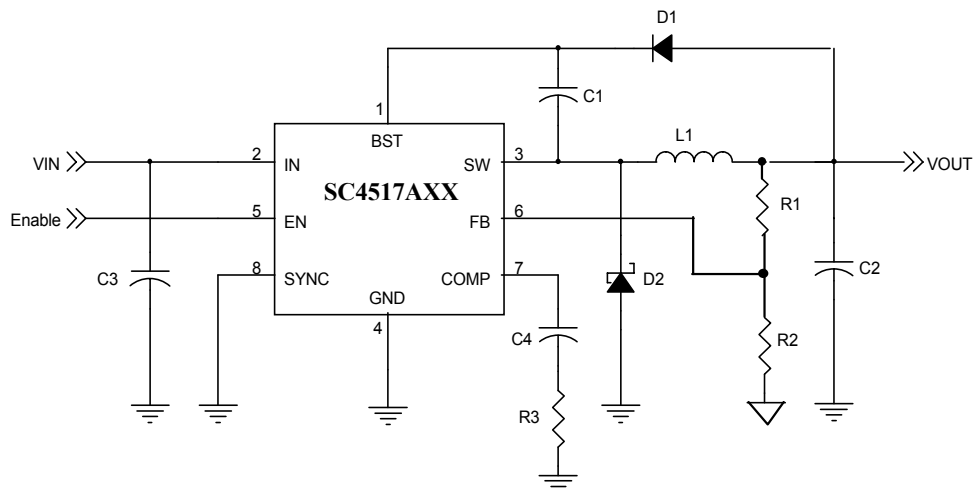 D1
C1
1
BST
L1
VIN
2
IN
SW
3
VOUT
SC4517AXX
R1
Enable
5
EN
FB
6
C3
8
SYNC
COMP
7
D2
C2
GND
4
C4
R2
R3